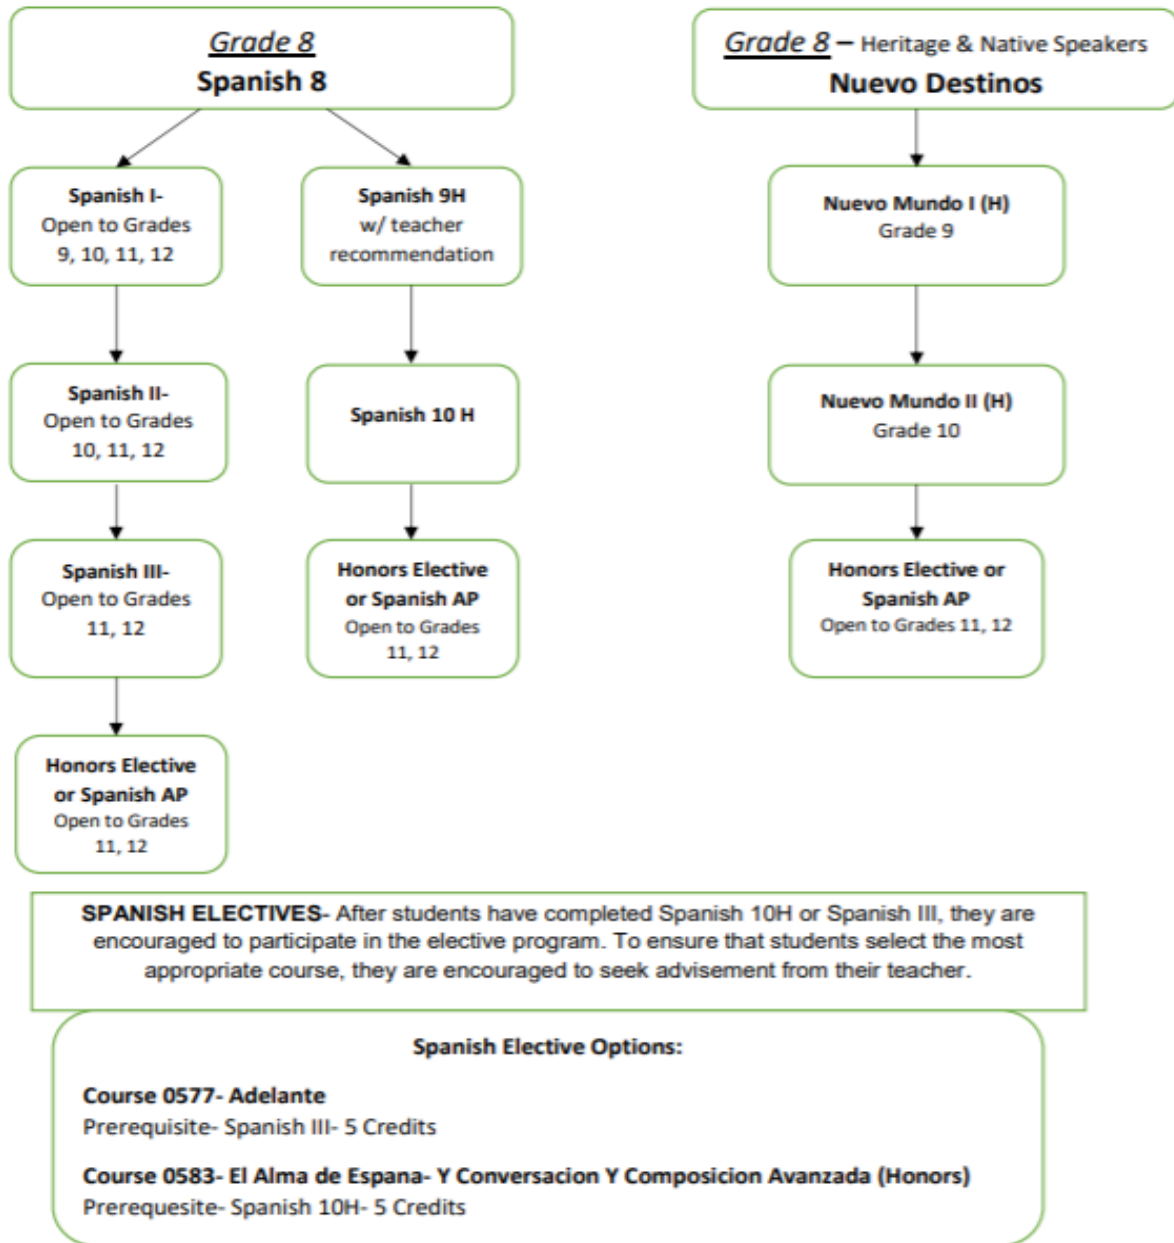 Grade 8
Spanish 8
Grade 8 – Heritage & Native Speakers
Nuevo Destinos
Spanish I-
Open to Grades
9, 10, 11, 12
Spanish 9H
w/ teacher
recommendation
Nuevo Mundo I (H)
Grade 9
Spanish II-
Open to Grades
10, 11, 12
Spanish 10 H
Nuevo Mundo II (H)
Grade 10
Spanish III-
Open to Grades
11, 12
Honors Elective
or Spanish AP
Open to Grades
11, 12
Honors Elective or
Spanish AP
Open to Grades 11, 12
Honors Elective
or Spanish AP
Open to Grades
11, 12
SPANISH ELECTIVES- After students have completed Spanish 10H or Spanish III, they are
encouraged to participate in the elective program. To ensure that students select the most
appropriate course, they are encouraged to seek advisement from their teacher.
Spanish Elective Options:
Course 0577- Adelante
Prerequisite- Spanish III- 5 Credits
Course 0583- El Alma de Espana- Y Conversacion Y Composicion Avanzada (Honors)
Prerequesite- Spanish 10H- 5 Credits